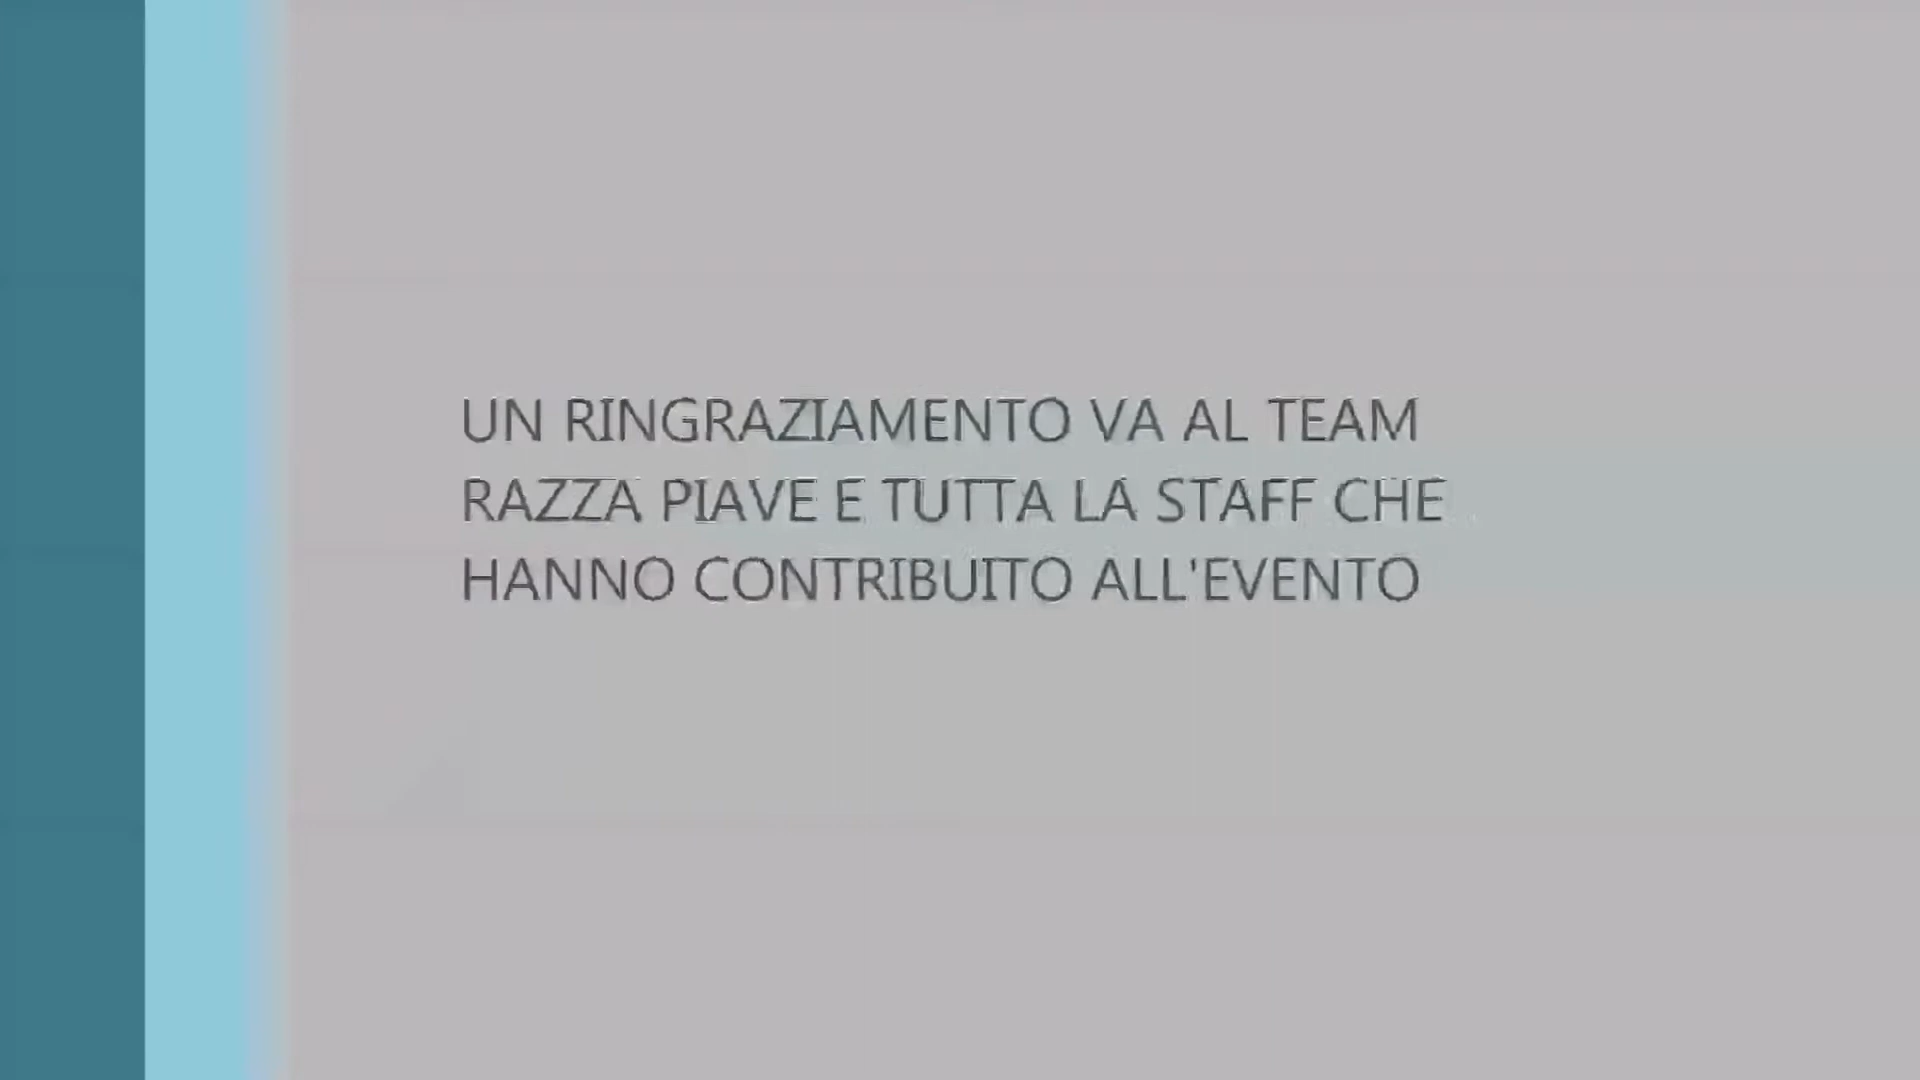 UN RINGRAZIAMENTO VA AL TEAM
RAZZA PIAVE E TUTTA LA STAFF CHE
HANNO CONTRIBUITO ALL'EVENTO